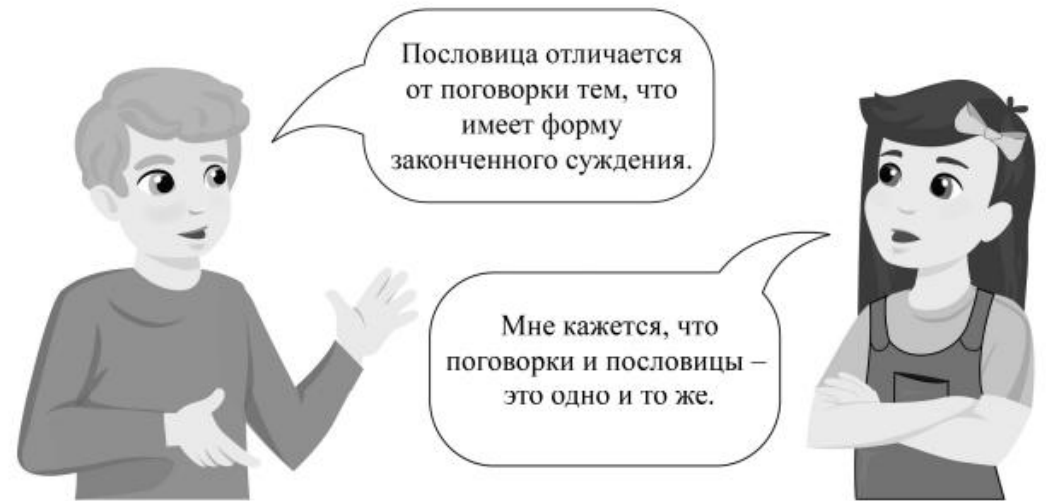 Пословица отличается
от поговорки тем, что
имеет форму
законченного суждения.
Мне кажется, что
поговорки и пословицы –
это одно и то же.